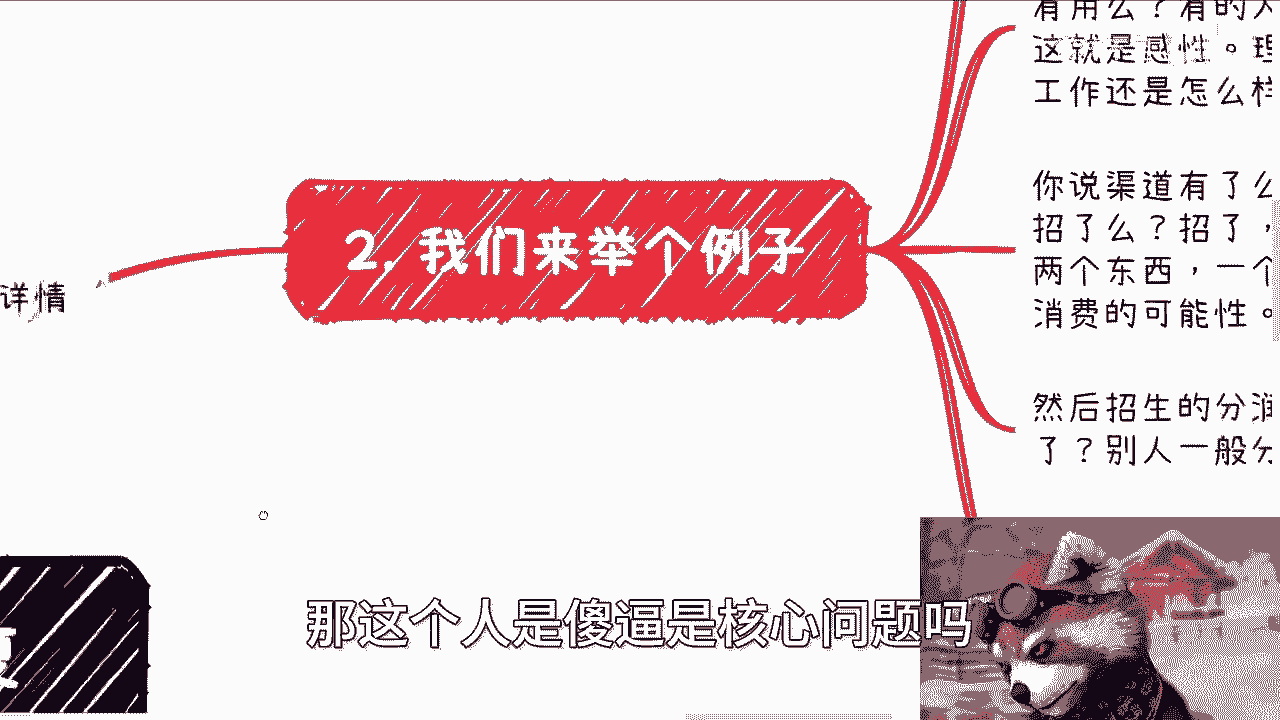 有用么？有的人
这就是感性。理
工作还是怎么样
2. 我们来举个例子
你说渠道有了么
招了么？招了，
两个东西，一个
消费的可能性。
详情
然后招生的分润
了？别人一般分
那这个人是傻逼是核心问题吗